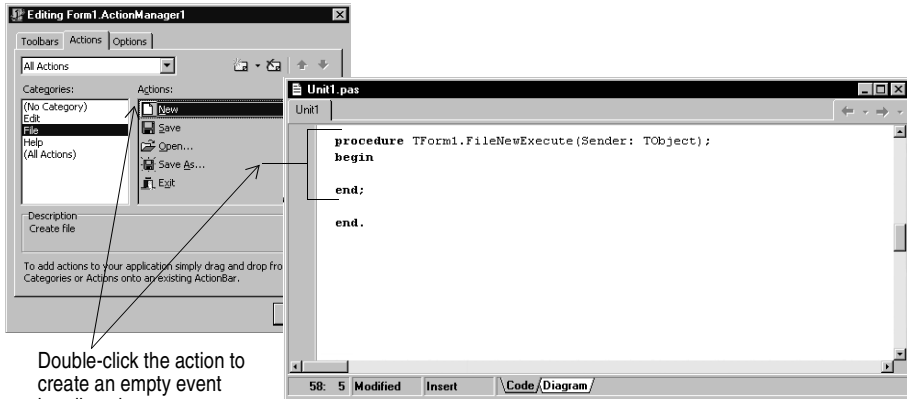 Editing Form1.ActionManager1
Toolbars Actions Options
All Actions
Categories:
Actions:
(No Category)
Edit
File
Help
(All Actions)
New
Save
Open...
Save As...
Exit
Description
Create file
To add actions to your application simply drag and drop fro
Categories or Actions onto an existing ActionBar.
Unit1.pas
Unit1
procedure TForm1.FileNewExecute(Sender: TObject);
begin
end;
end.
58: 5 Modified Insert Code Diagram
Double-click the action to
create an empty event